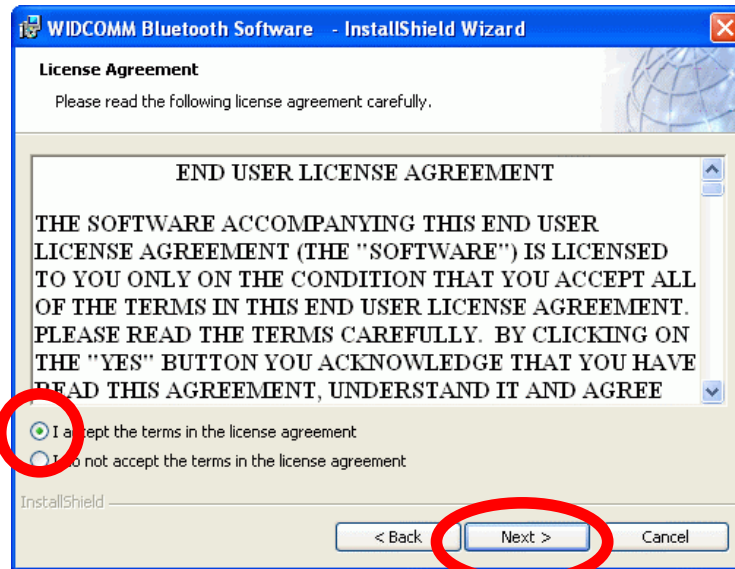 WIDCOMM Bluetooth Software - InstallShield Wizard
License Agreement
Please read the following license agreement carefully.
END USER LICENSE AGREEMENT
THE SOFTWARE ACCOMPANYING THIS END USER
LICENSE AGREEMENT (THE "SOFTWARE") IS LICENSED
TO YOU ONLY ON THE CONDITION THAT YOU ACCEPT ALL
OF THE TERMS IN THIS END USER LICENSE AGREEMENT.
PLEASE READ THE TERMS CAREFULLY. BY CLICKING ON
THE "YES" BUTTON YOU ACKNOWLEDGE THAT YOU HAVE
READ THIS AGREEMENT, UNDERSTAND IT AND AGREE
I accept the terms in the license agreement
I do not accept the terms in the license agreement
InstallShield
< Back Next > Cancel